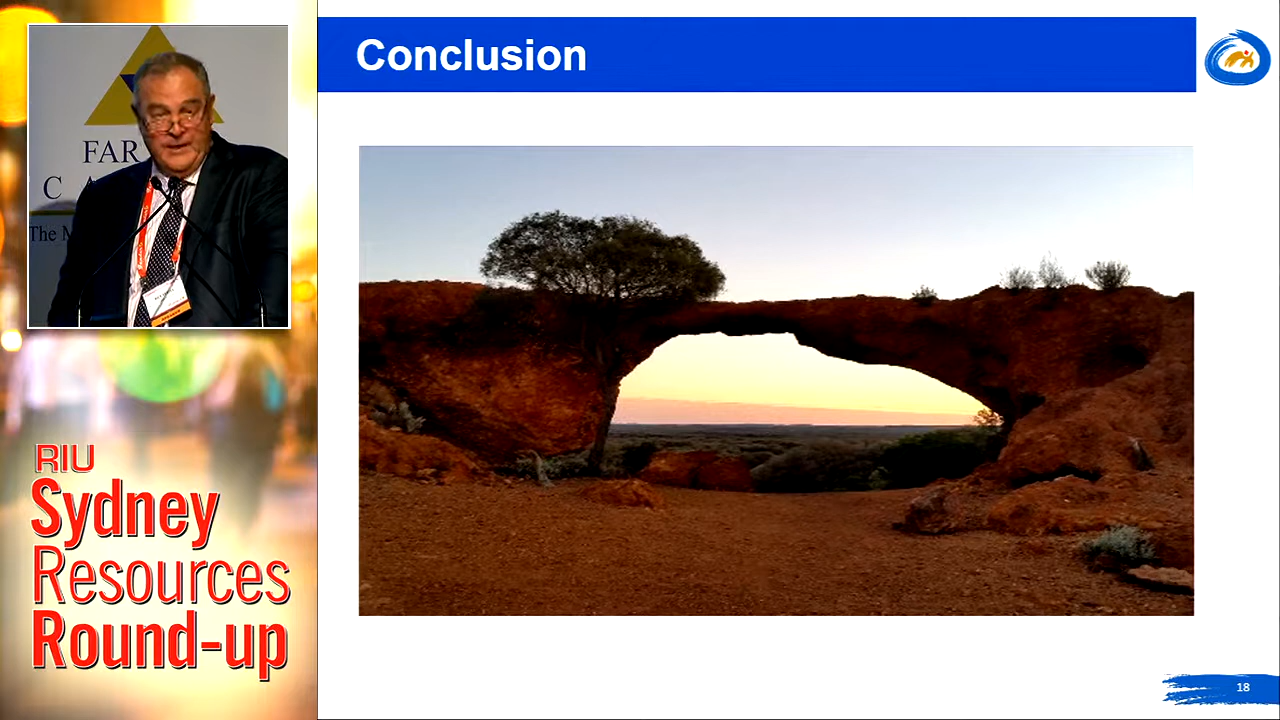 Conclusion
FAR
C A
The M
RIU
Sydney
Resources
Round-up
18